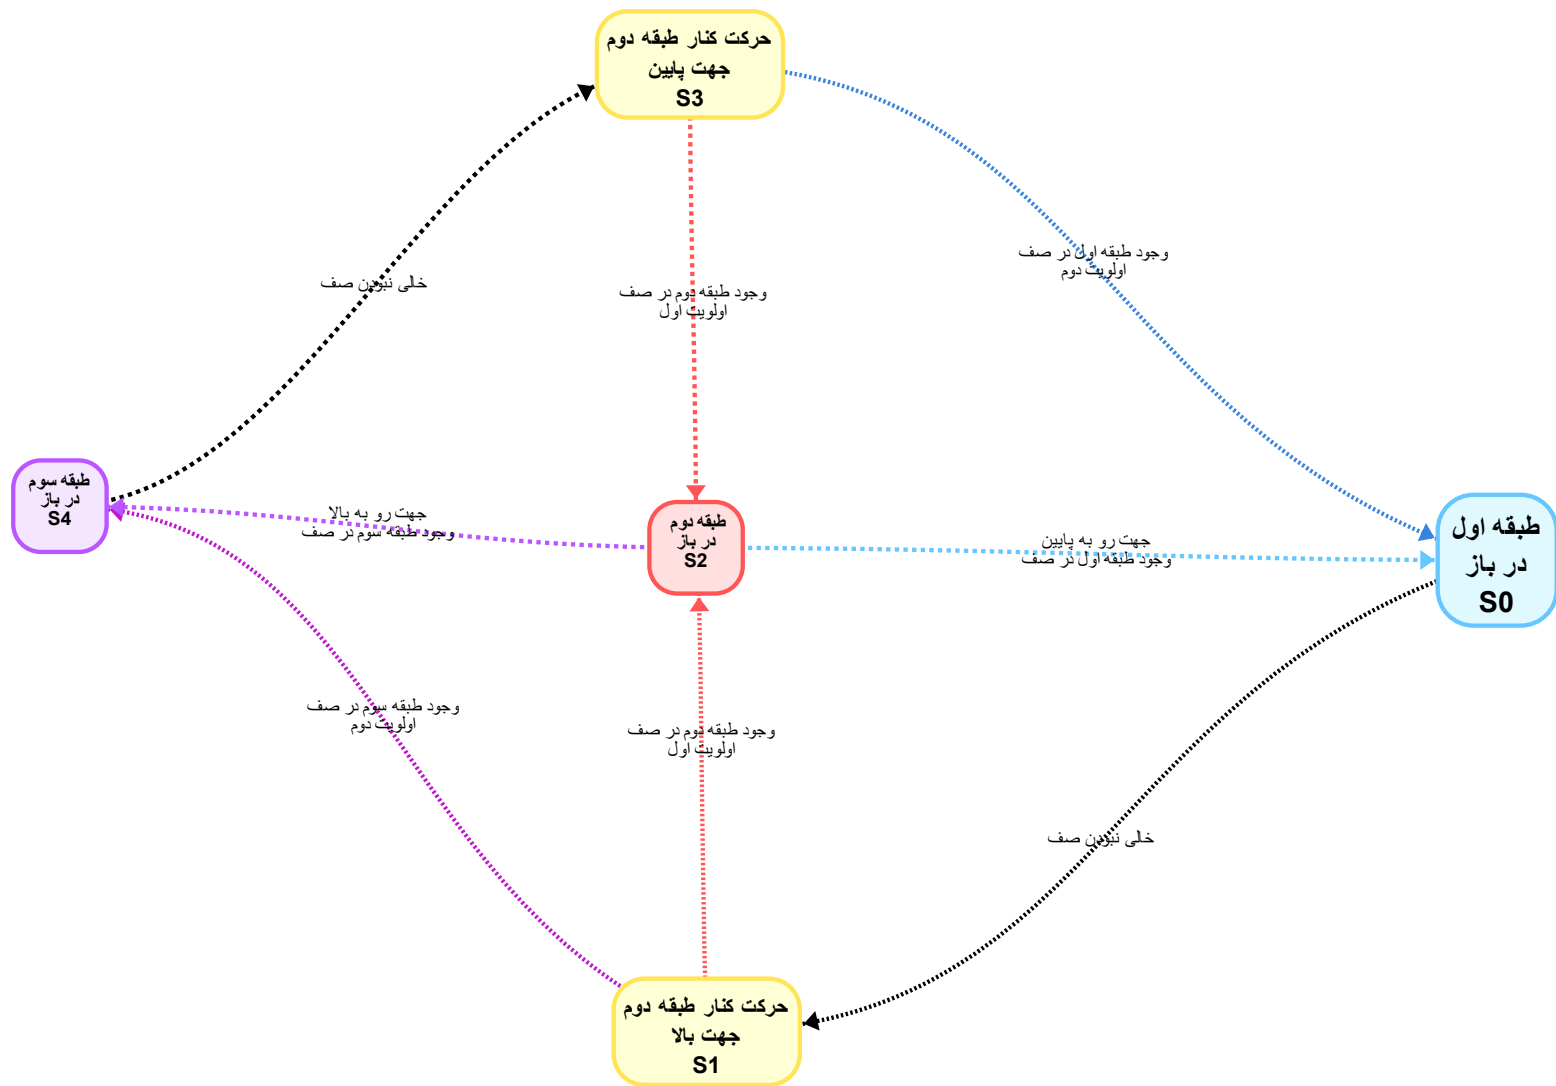 حرکت کنار طبقه دوم
جهت پایین
S3
وجود طبقه اول در صف
اولویت دوم
خالی نبودن صف
وجود طبقه دوم در صف
اولویت اول
طبقه سوم
در باز
S4
جهت رو به بالا
وجود طبقه سوم در صف
طبقه دوم
در باز
S2
جهت رو به پایین
وجود طبقه اول در صف
طبقه اول
در باز
S0
وجود طبقه سوم در صف
اولویت دوم
وجود طبقه دوم در صف
اولویت اول
خالی نبودن صف
حرکت کنار طبقه دوم
جهت بالا
S1